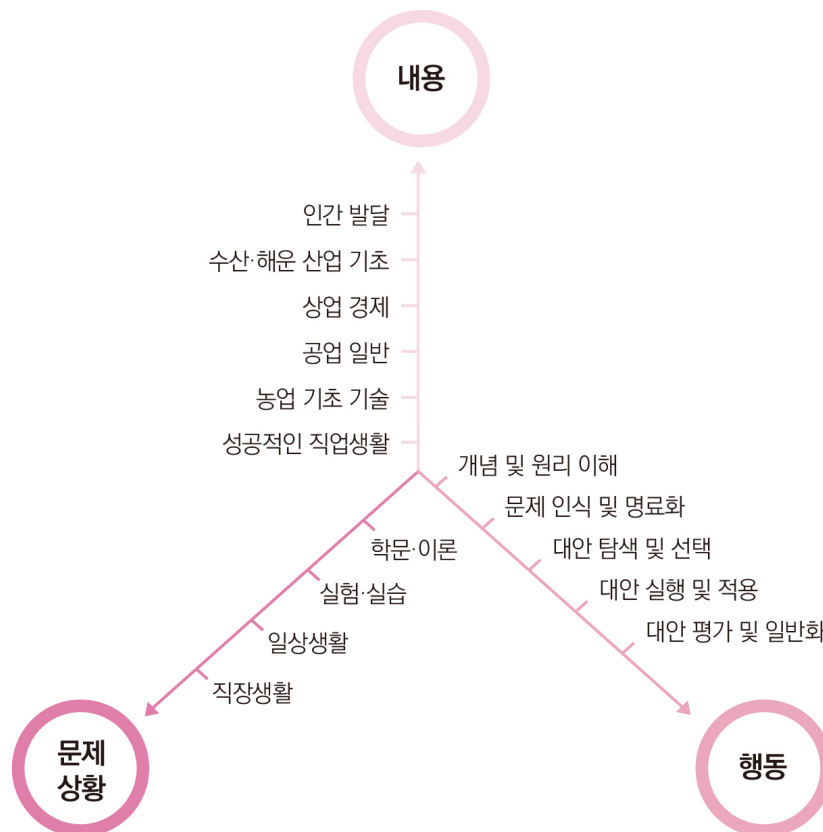 내용
인간 발달
수산·해운 산업 기초
상업 경제
공업 일반
농업 기초 기술
성공적인 직업생활
개념 및 원리 이해
문제 인식 및 명료화
대안 탐색 및 선택
대안 실행 및 적용
대안 평가 및 일반화
학문·이론
실험·실습
일상생활
직장생활
문제
상황
행동